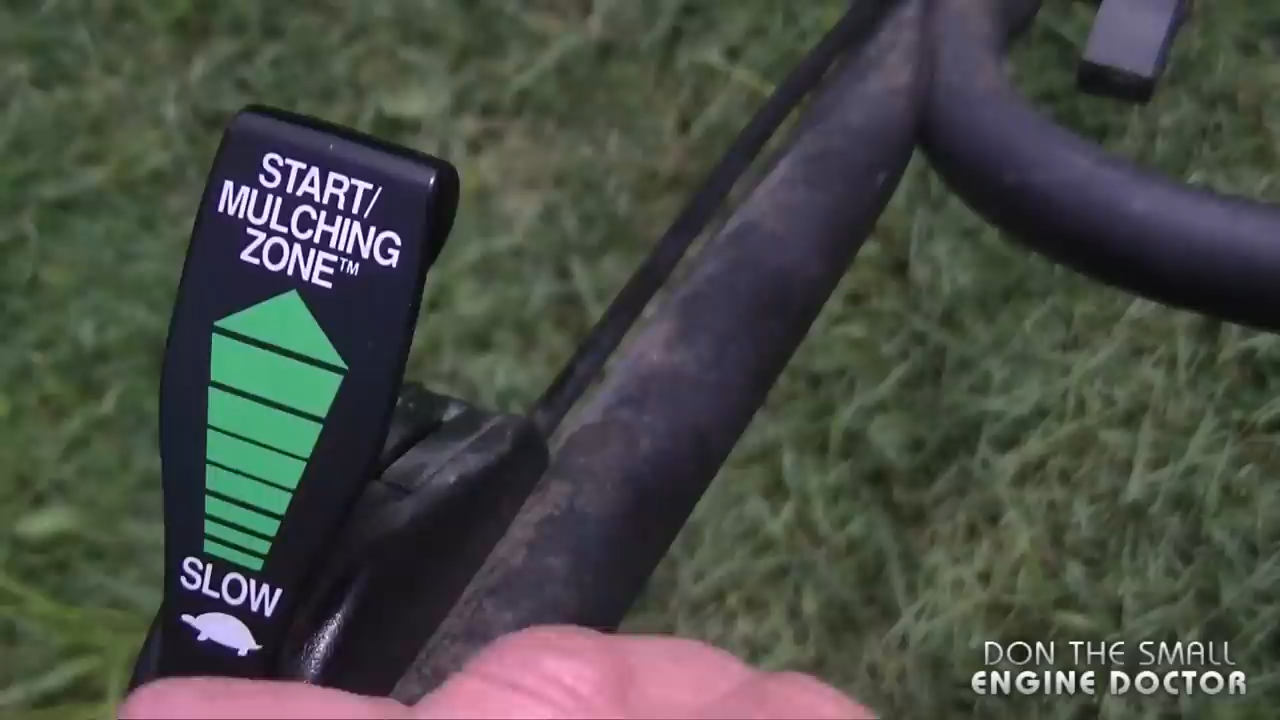 START/
MULCHING
ZONE™
SLOW
DON THE SMALL
ENGINE DOCTOR